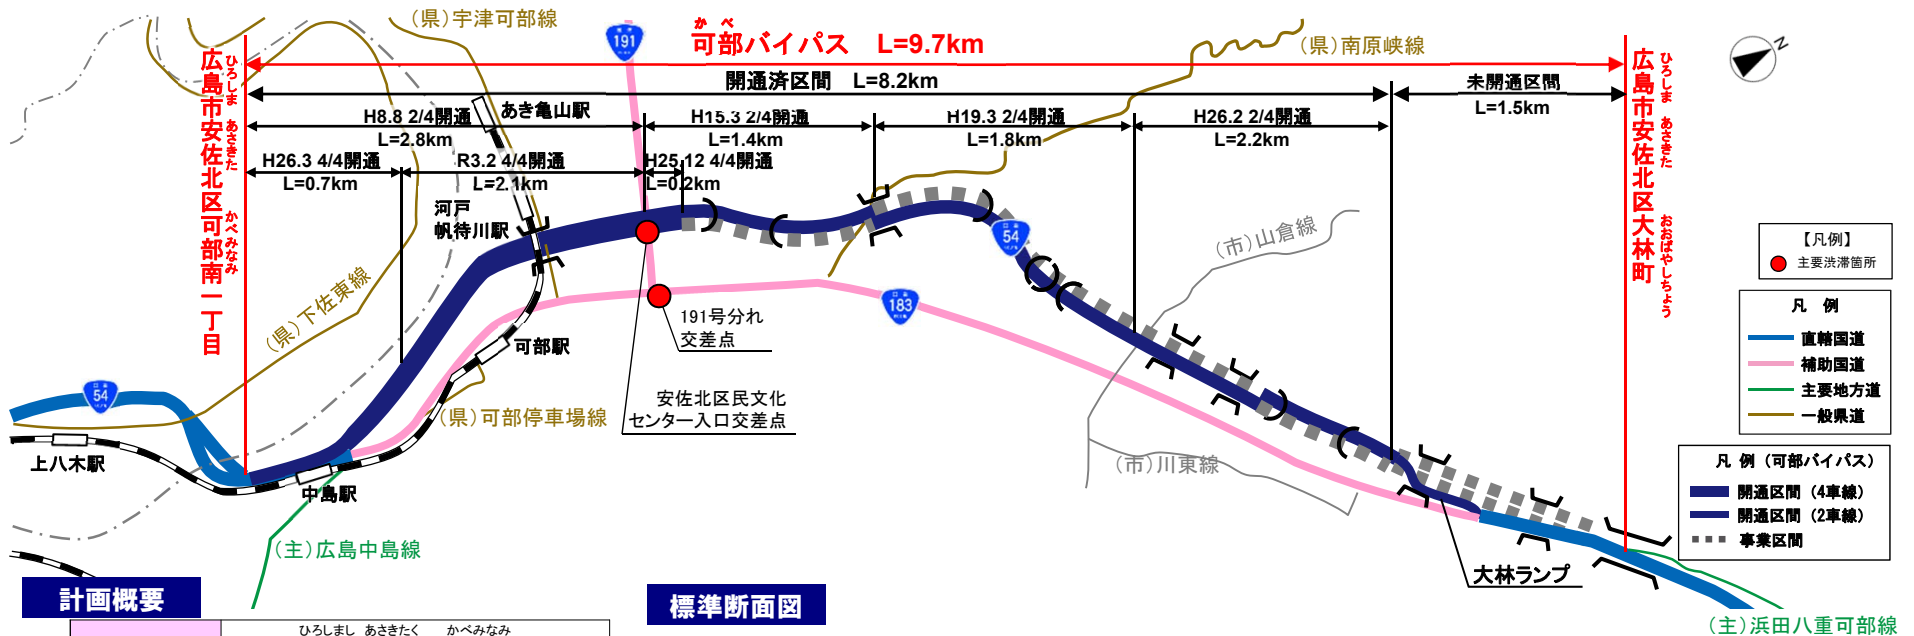 (県)宇津可部線
191
かべ
可部バイパス L=9.7km
(県)南原峡線
N
開通済区間 L=8.2km
未開通区間
L=1.5km
H8.8 2/4開通
L=2.8km
あき亀山駅
H15.3 2/4開通
L=1.4km
H19.3 2/4開通
L=1.8km
H26.2 2/4開通
L=2.2km
H26.3 4/4開通
L=0.7km
R3.2 4/4開通
L=2.1km
H25.12 4/4開通
L=0.2km
ひろしま あさきた かべみなみ
広島市安佐北区可部南一丁目
ひろしま あさきた おおばやしちょう
広島市安佐北区大林町
河戸
帆待川駅
(市)山倉線
54
183
【凡例】
主要渋滞箇所
(県)下佐東線
191号分れ
交差点
可部駅
凡 例
直轄国道
補助国道
主要地方道
一般県道
54
(県)可部停車場線
安佐北区民文化
センター入口交差点
上八木駅
中島駅
(市)川東線
凡 例 (可部バイパス)
開通区間 (4車線)
開通区間 (2車線)
事業区間
(主)広島中島線
大林ランプ
計画概要
標準断面図
(主)浜田八重可部線
ひろしまし あさきたく かべみなみ